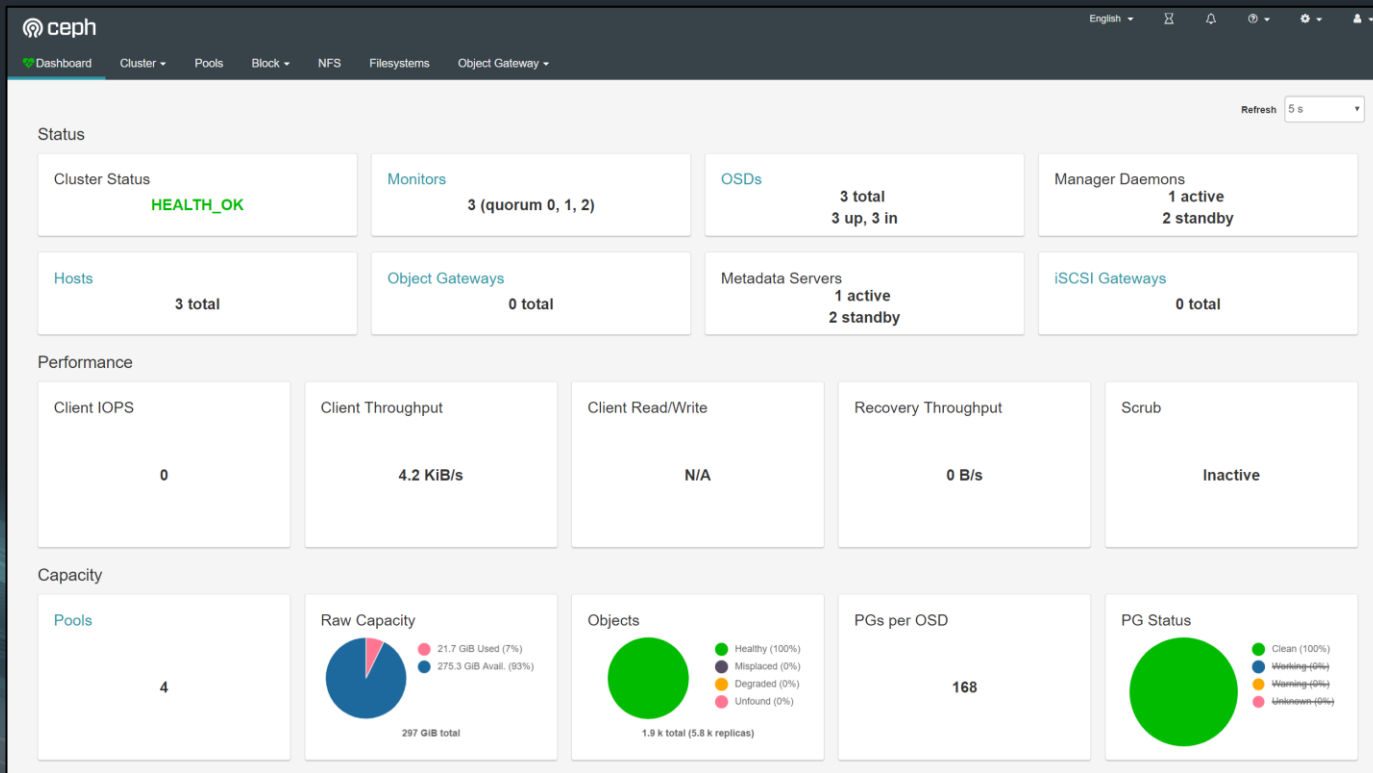 ceph
English
Dashboard Cluster Pools Block NFS Filesystems Object Gateway
Refresh 5 s
Status
Cluster Status
HEALTH_OK
Monitors
3 (quorum 0, 1, 2)
OSDs
3 total
3 up, 3 in
Manager Daemons
1 active
2 standby
Hosts
3 total
Object Gateways
0 total
Metadata Servers
1 active
2 standby
iSCSI Gateways
0 total
Performance
Client IOPS
0
Client Throughput
4.2 KiB/s
Client Read/Write
N/A
Recovery Throughput
0 B/s
Scrub
Inactive
Capacity
Pools
4
Raw Capacity
21.7 GiB Used (7%)
275.3 GiB Avail. (93%)
297 GiB total
Objects
Healthy (100%)
Misplaced (0%)
Degraded (0%)
Unfound (0%)
1.9 k total (5.8 k replicas)
PGs per OSD
168
PG Status
Clean (100%)
Working (0%)
Warning (0%)
Unknown (0%)